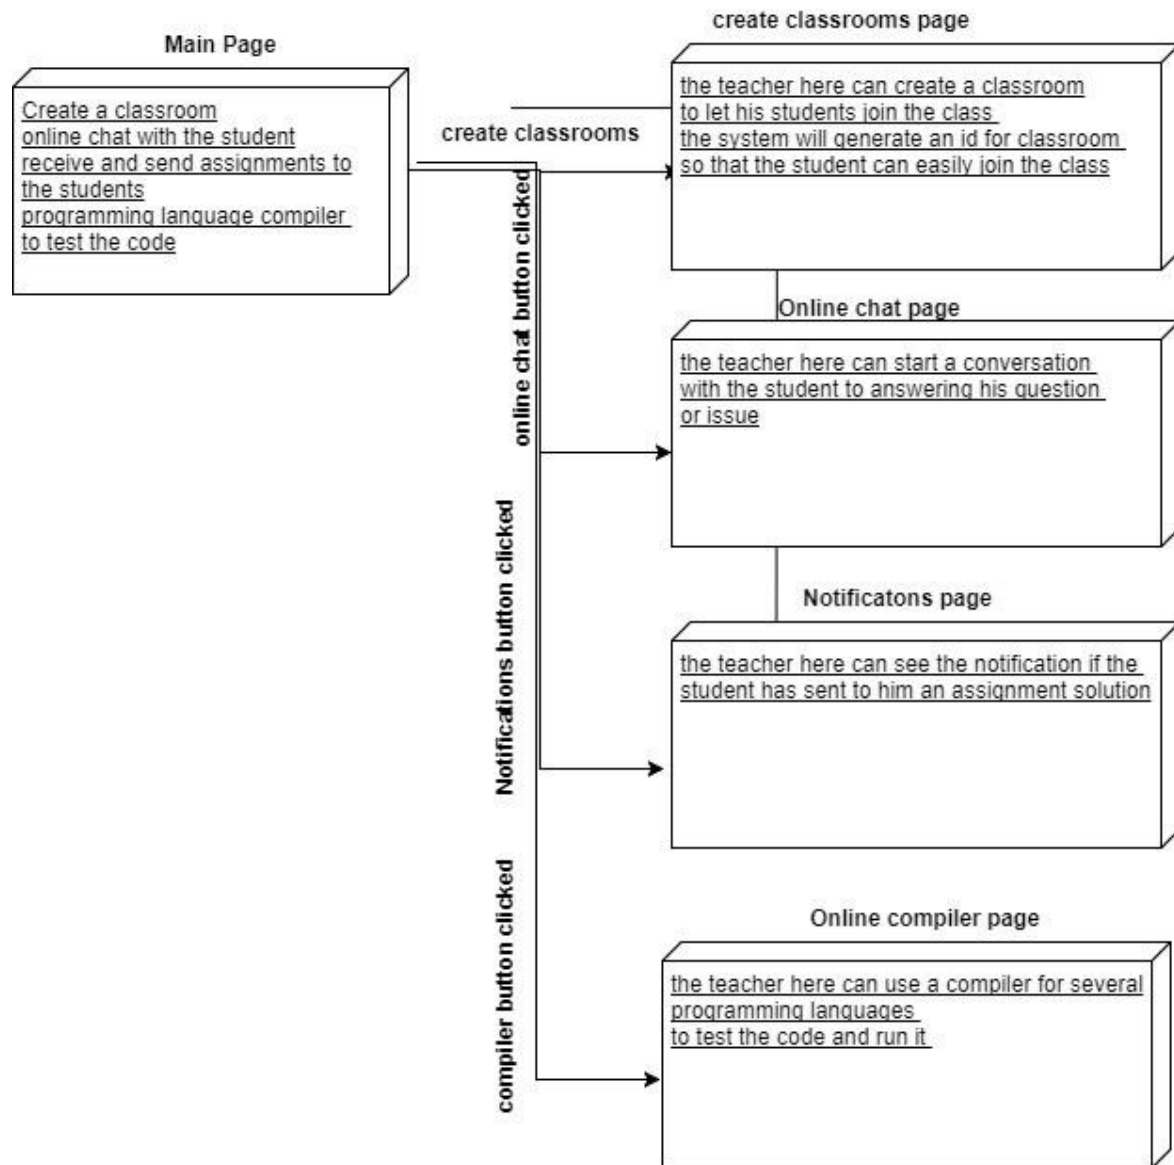 Main Page
Create a classroom
online chat with the student
receive and send assignments to
the students
programming language compiler
to test the code
create classrooms
online chat button clicked
Notifications button clicked
compiler button clicked
create classrooms page
the teacher here can create a classroom
to let his students join the class
the system will generate an id for classroom
so that the student can easily join the class
Online chat page
the teacher here can start a conversation
with the student to answering his question
or issue
Notificatons page
the teacher here can see the notification if the
student has sent to him an assignment solution
Online compiler page
the teacher here can use a compiler for several
programming languages
to test the code and run it